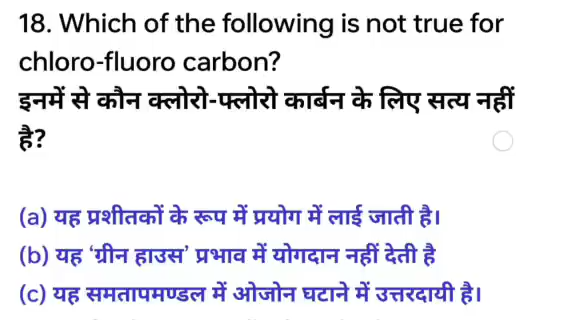 18. Which of the following is not true for
chloro-fluoro carbon?
इनमें से कौन क्लोरो-फ्लोरो कार्बन के लिए सत्य नहीं
है?
(a) यह प्रशीतकों के रूप में प्रयोग में लाई जाती है।
(b) यह ‘ग्रीन हाउस’ प्रभाव में योगदान नहीं देती है
(c) यह समतापमण्डल में ओजोन घटाने में उत्तरदायी है।